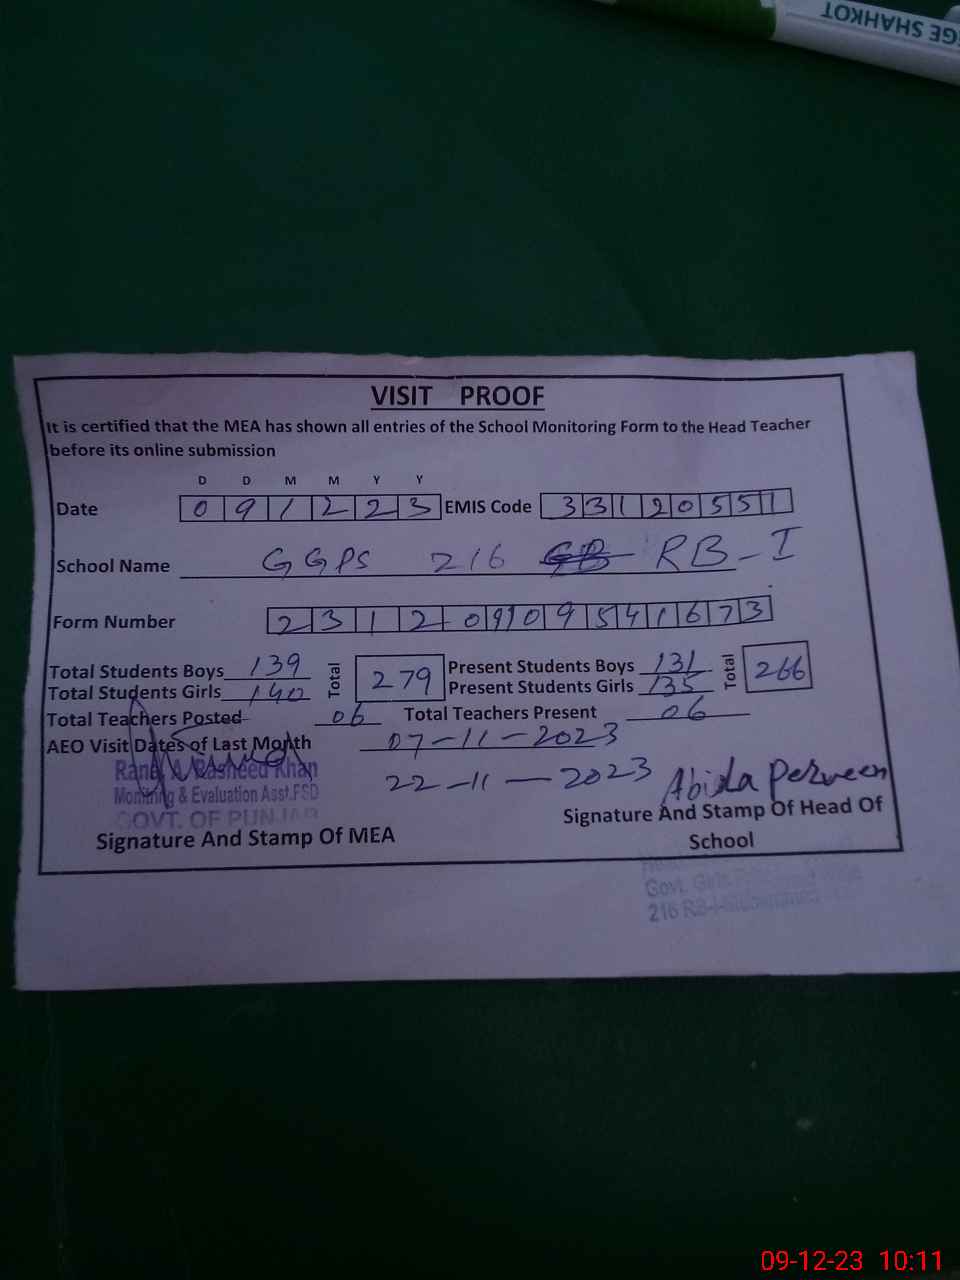 EGE SHAHKOT
VISIT PROOF
It is certified that the MEA has shown all entries of the School Monitoring Form to the Head Teacher
before its online submission
D D M M Y Y
Date 0 9 1 2 2 3 EMIS Code 3 3 1 2 0 5 5 1
School Name GGPS 216 GB RB-I
Form Number 2 3 1 2 0 9 0 9 5 4 1 6 7 3
Total Students Boys 139 Total 279 Present Students Boys 131 Total 266
Total Students Girls 140 Present Students Girls 135
Total Teachers Posted 06 Total Teachers Present 06
AEO Visit Dates of Last Month 07-11-2023
22-11-2023 Abida Perveen
Rana A Rasheed Khan
& Evaluation Asst.FSD
GOVT. OF PUNJAB
Signature And Stamp Of MEA
Signature And Stamp Of Head Of
School
Govt. Girls
216 RB-I
09-12-23 10:11